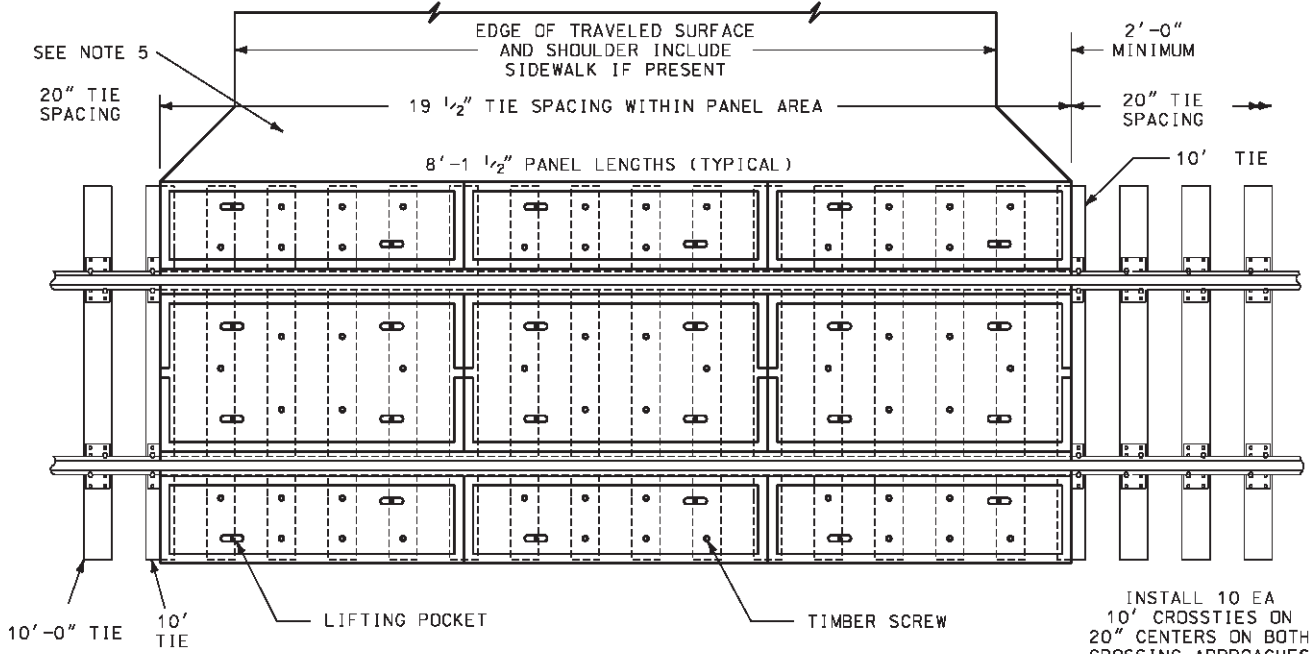 EDGE OF TRAVELED SURFACE
AND SHOULDER INCLUDE
SIDEWALK IF PRESENT
2'-0"
MINIMUM
SEE NOTE 5
20" TIE
SPACING
19 1/2" TIE SPACING WITHIN PANEL AREA
20" TIE
SPACING
8'-1 1/2" PANEL LENGTHS (TYPICAL)
10' TIE
10'-0" TIE
10'
TIE
LIFTING POCKET
TIMBER SCREW
INSTALL 10 EA
10' CROSSTIES ON
20" CENTERS ON BOTH
CROSSING APPROACHES